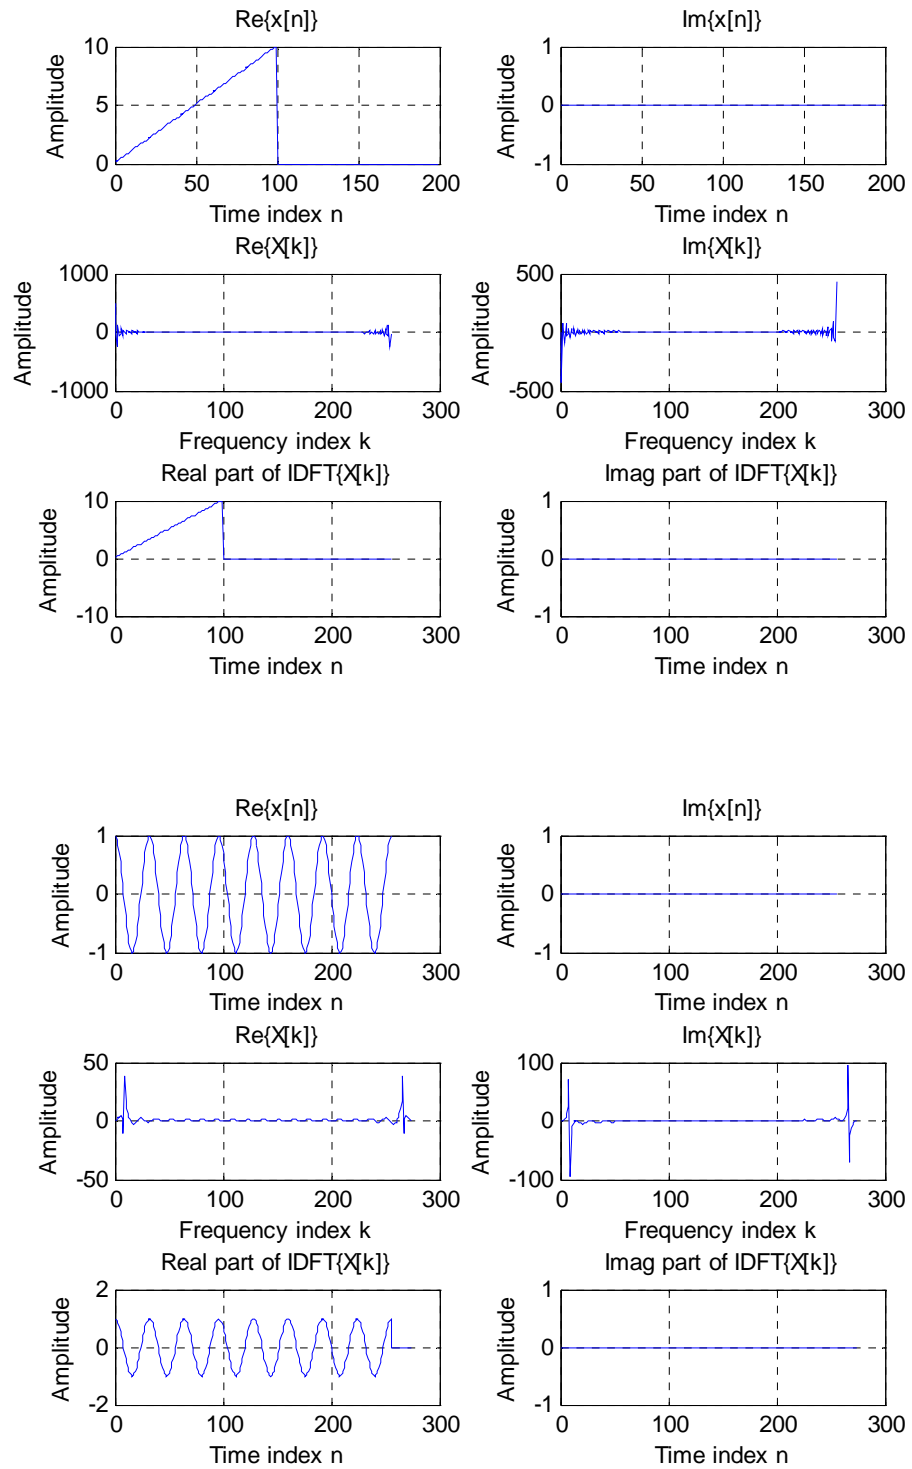 Re{x[n]} Im{x[n]}
10 1
Amplitude Amplitude
5 0
0 -1
0 50 100 150 200 0 50 100 150 200
Time index n Time index n
Re{X[k]} Im{X[k]}
1000 500
Amplitude Amplitude
0 0
-1000 -500
0 100 200 300 0 100 200 300
Frequency index k Frequency index k
Real part of IDFT{X[k]} Imag part of IDFT{X[k]}
10 1
Amplitude Amplitude
0 0
-10 -1
0 100 200 300 0 100 200 300
Time index n Time index n
Re{x[n]} Im{x[n]}
1 1
Amplitude Amplitude
0 0
-1 -1
0 100 200 300 0 100 200 300
Time index n Time index n
Re{X[k]} Im{X[k]}
50 100
Amplitude Amplitude
0 0
-50 -100
0 100 200 300 0 100 200 300
Frequency index k Frequency index k
Real part of IDFT{X[k]} Imag part of IDFT{X[k]}
2 1
Amplitude Amplitude
0 0
-2 -1
0 100 200 300 0 100 200 300
Time index n Time index n